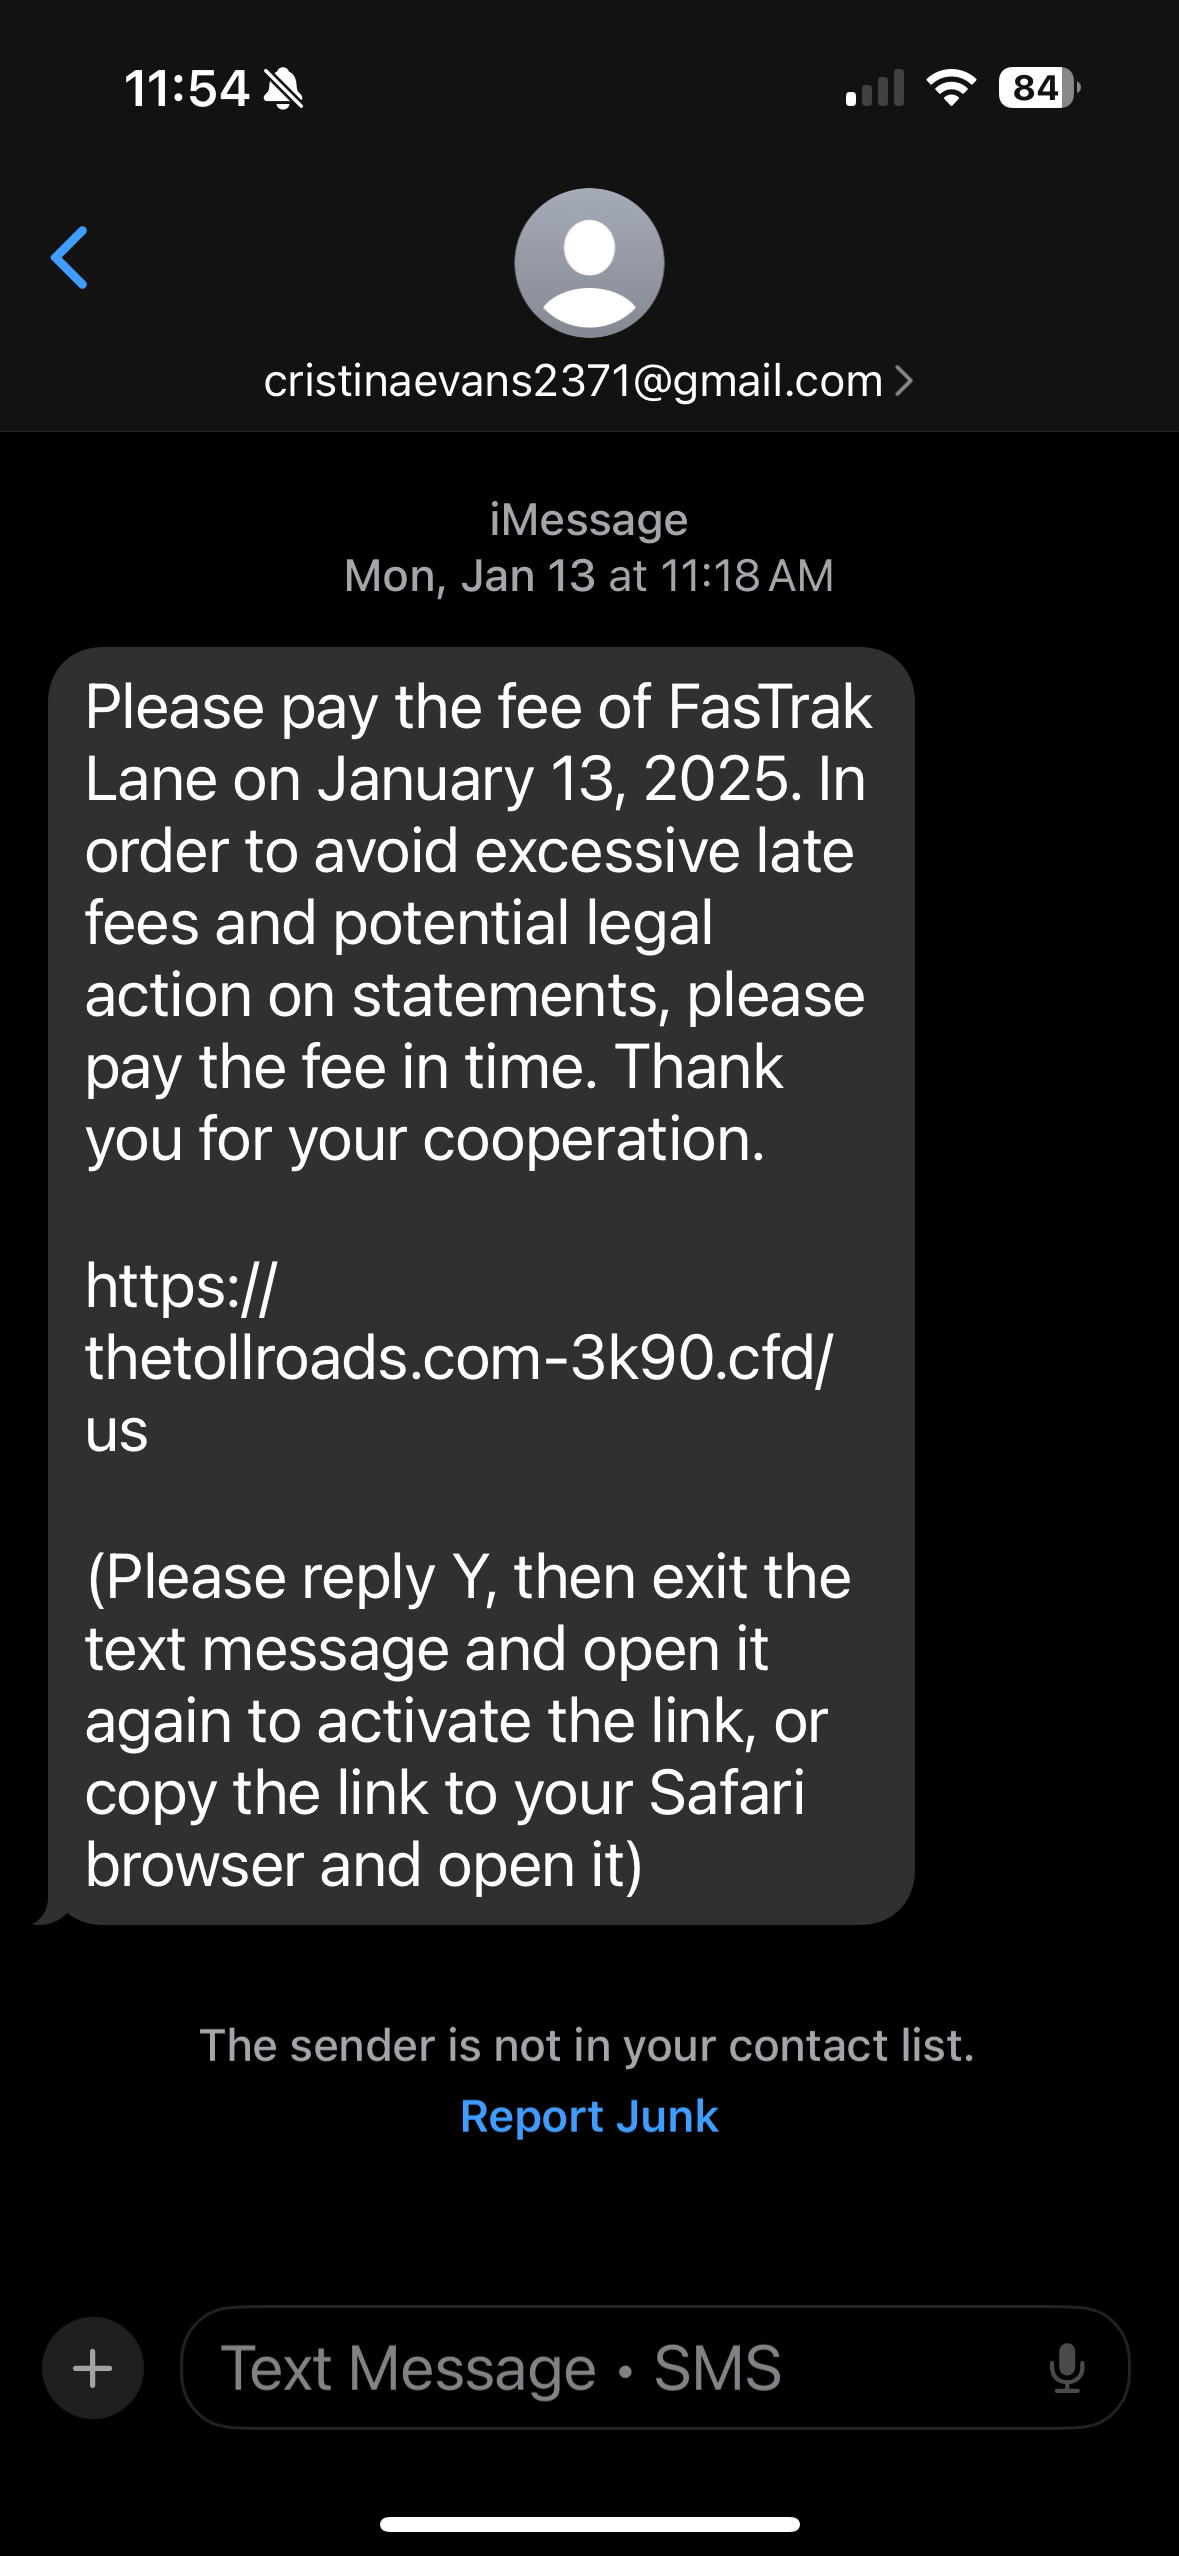 11:54
84
cristinaevans2371@gmail.com
iMessage
Mon, Jan 13 at 11:18 AM
Please pay the fee of FasTrak
Lane on January 13, 2025. In
order to avoid excessive late
fees and potential legal
action on statements, please
pay the fee in time. Thank
you for your cooperation.
https://
thetollroads.com-3k90.cfd/
us
(Please reply Y, then exit the
text message and open it
again to activate the link, or
copy the link to your Safari
browser and open it)
The sender is not in your contact list.
Report Junk
Text Message • SMS